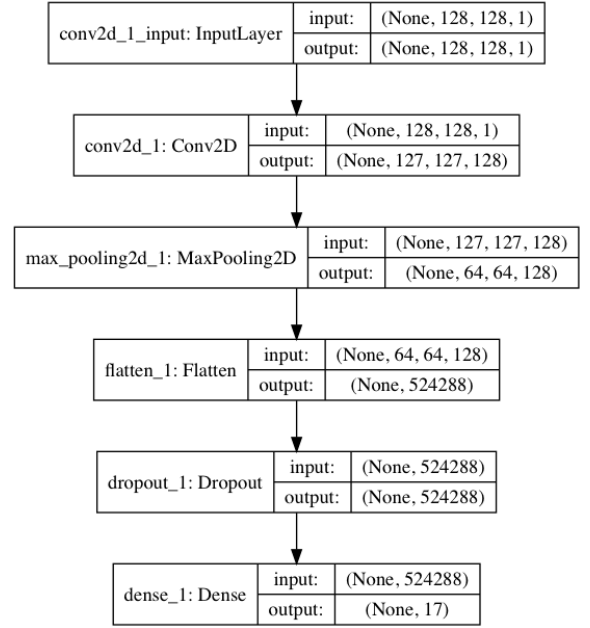 conv2d_1_input: InputLayer
input: (None, 128, 128, 1)
output: (None, 128, 128, 1)
conv2d_1: Conv2D
input: (None, 128, 128, 1)
output: (None, 127, 127, 128)
max_pooling2d_1: MaxPooling2D
input: (None, 127, 127, 128)
output: (None, 64, 64, 128)
flatten_1: Flatten
input: (None, 64, 64, 128)
output: (None, 524288)
dropout_1: Dropout
input: (None, 524288)
output: (None, 524288)
dense_1: Dense
input: (None, 524288)
output: (None, 17)